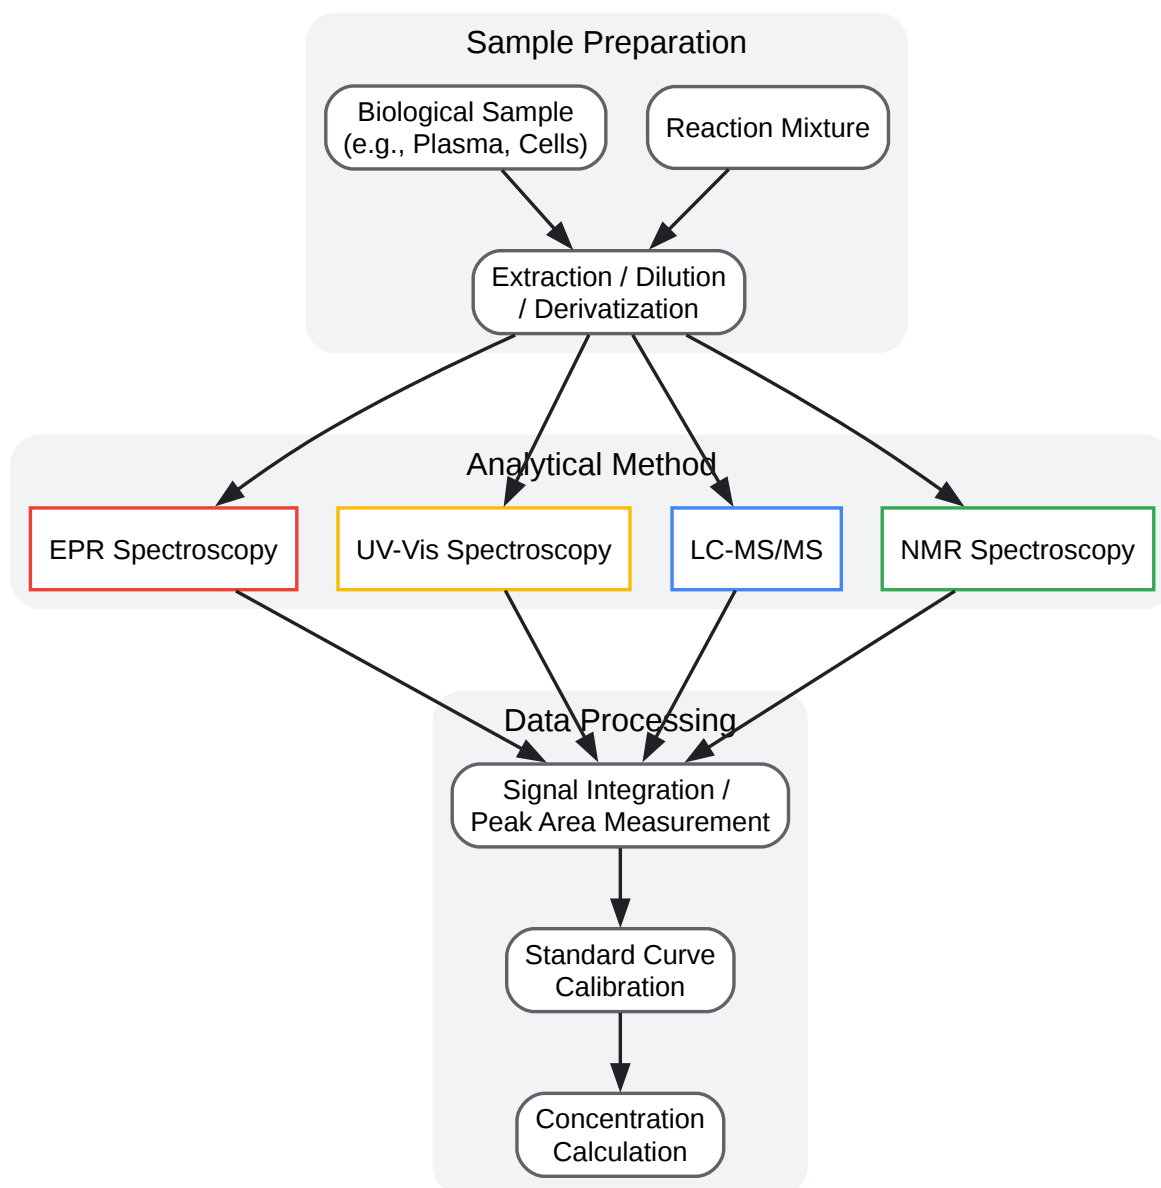 Sample Preparation
Biological Sample
(e.g., Plasma, Cells)
Reaction Mixture
Extraction / Dilution
/ Derivatization
Analytical Method
EPR Spectroscopy
UV-Vis Spectroscopy
LC-MS/MS
NMR Spectroscopy
Data Processing
Signal Integration /
Peak Area Measurement
Standard Curve
Calibration
Concentration
Calculation